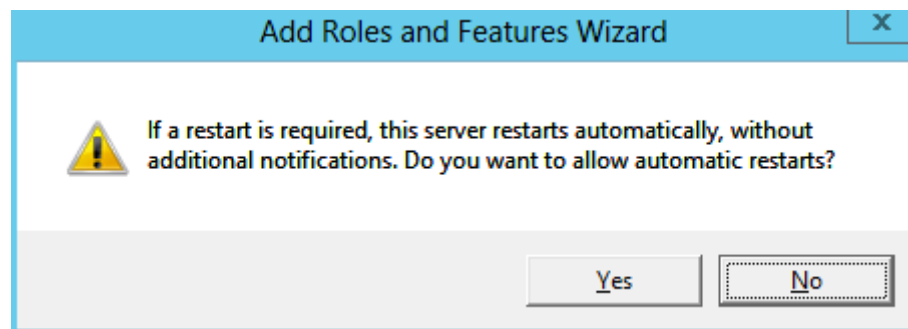 Add Roles and Features Wizard
x
If a restart is required, this server restarts automatically, without
additional notifications. Do you want to allow automatic restarts?
Yes
No